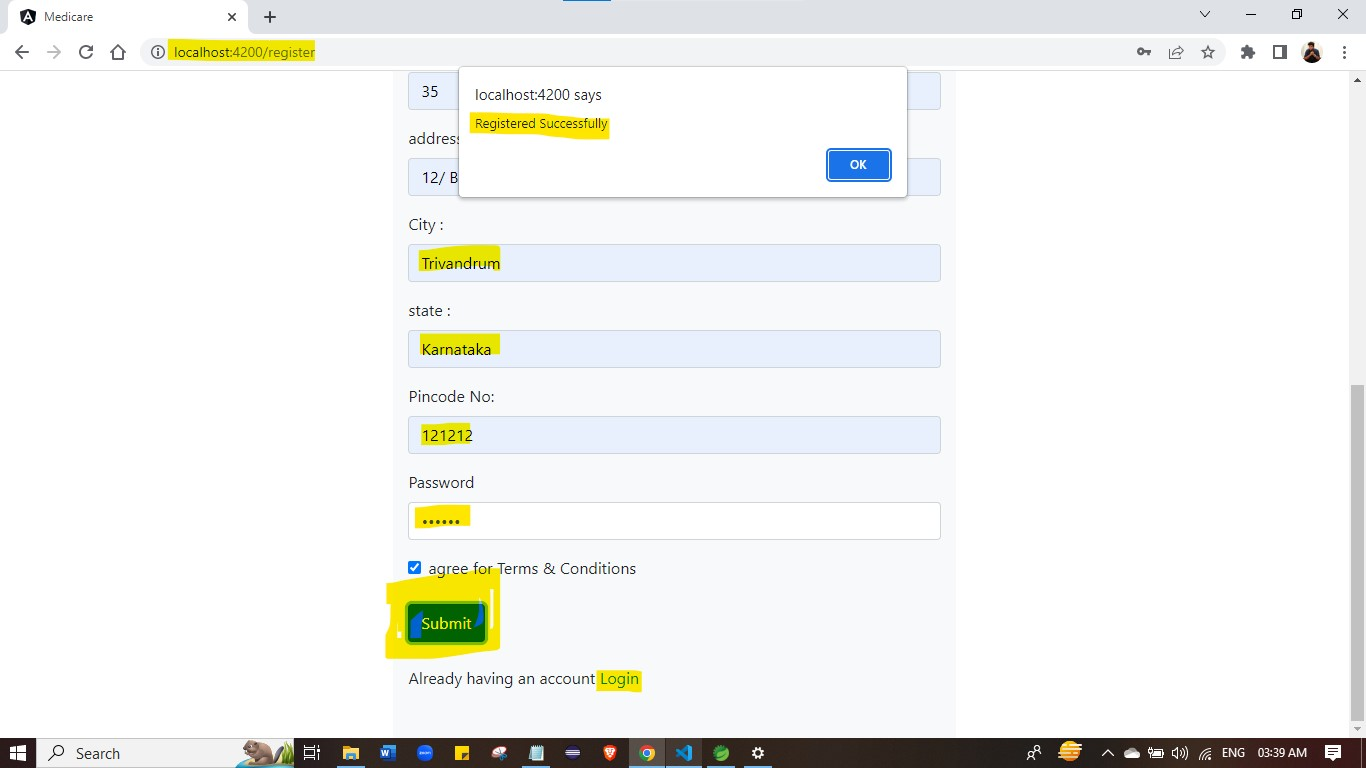 Medicare
localhost:4200/register
localhost:4200 says
Registered Successfully
OK
35
address
12/ B
City :
Trivandrum
state :
Karnataka
Pincode No:
121212
Password
••••••
agree for Terms & Conditions
Submit
Already having an account Login
Search
ENG
03:39 AM